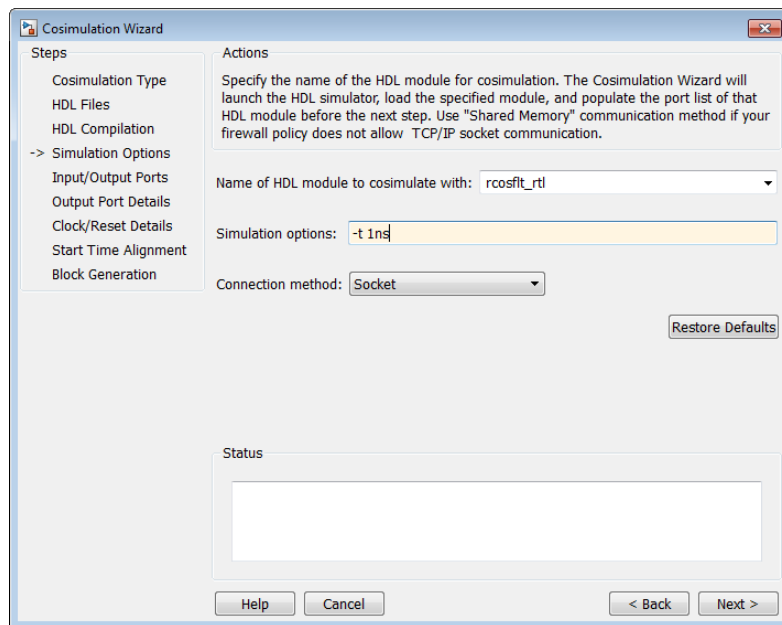 Cosimulation Wizard
Steps
Cosimulation Type
HDL Files
HDL Compilation
-> Simulation Options
Input/Output Ports
Output Port Details
Clock/Reset Details
Start Time Alignment
Block Generation
Actions
Specify the name of the HDL module for cosimulation. The Cosimulation Wizard will
launch the HDL simulator, load the specified module, and populate the port list of that
HDL module before the next step. Use "Shared Memory" communication method if your
firewall policy does not allow TCP/IP socket communication.
Name of HDL module to cosimulate with: rcosflt_rtl
Simulation options: -t 1ns
Connection method: Socket
Restore Defaults
Status
Help Cancel < Back Next >